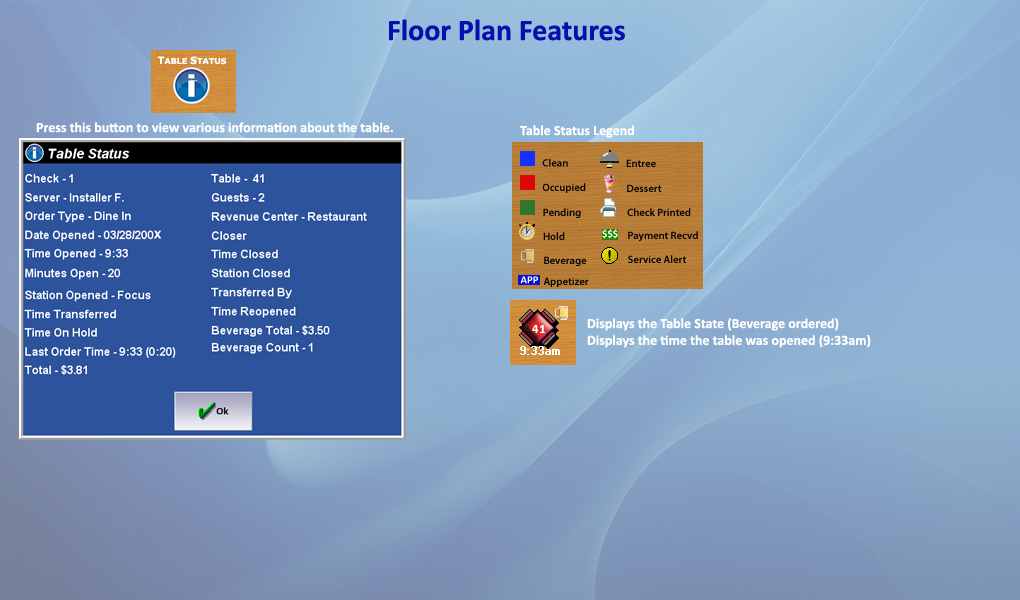 Floor Plan Features
TABLE STATUS
Press this button to view various information about the table.
Table Status
Check - 1
Server - Installer F.
Order Type - Dine In
Date Opened - 03/28/200X
Time Opened - 9:33
Minutes Open - 20
Station Opened - Focus
Time Transferred
Time On Hold
Last Order Time - 9:33 (0:20)
Total - $3.81
Table - 41
Guests - 2
Revenue Center - Restaurant
Closer
Time Closed
Station Closed
Transferred By
Time Reopened
Beverage Total - $3.50
Beverage Count - 1
Ok
Table Status Legend
Clean
Occupied
Pending
Hold
Beverage
APP Appetizer
Entree
Dessert
Check Printed
$$$ Payment Recvd
! Service Alert
41
9:33am
Displays the Table State (Beverage ordered)
Displays the time the table was opened (9:33am)